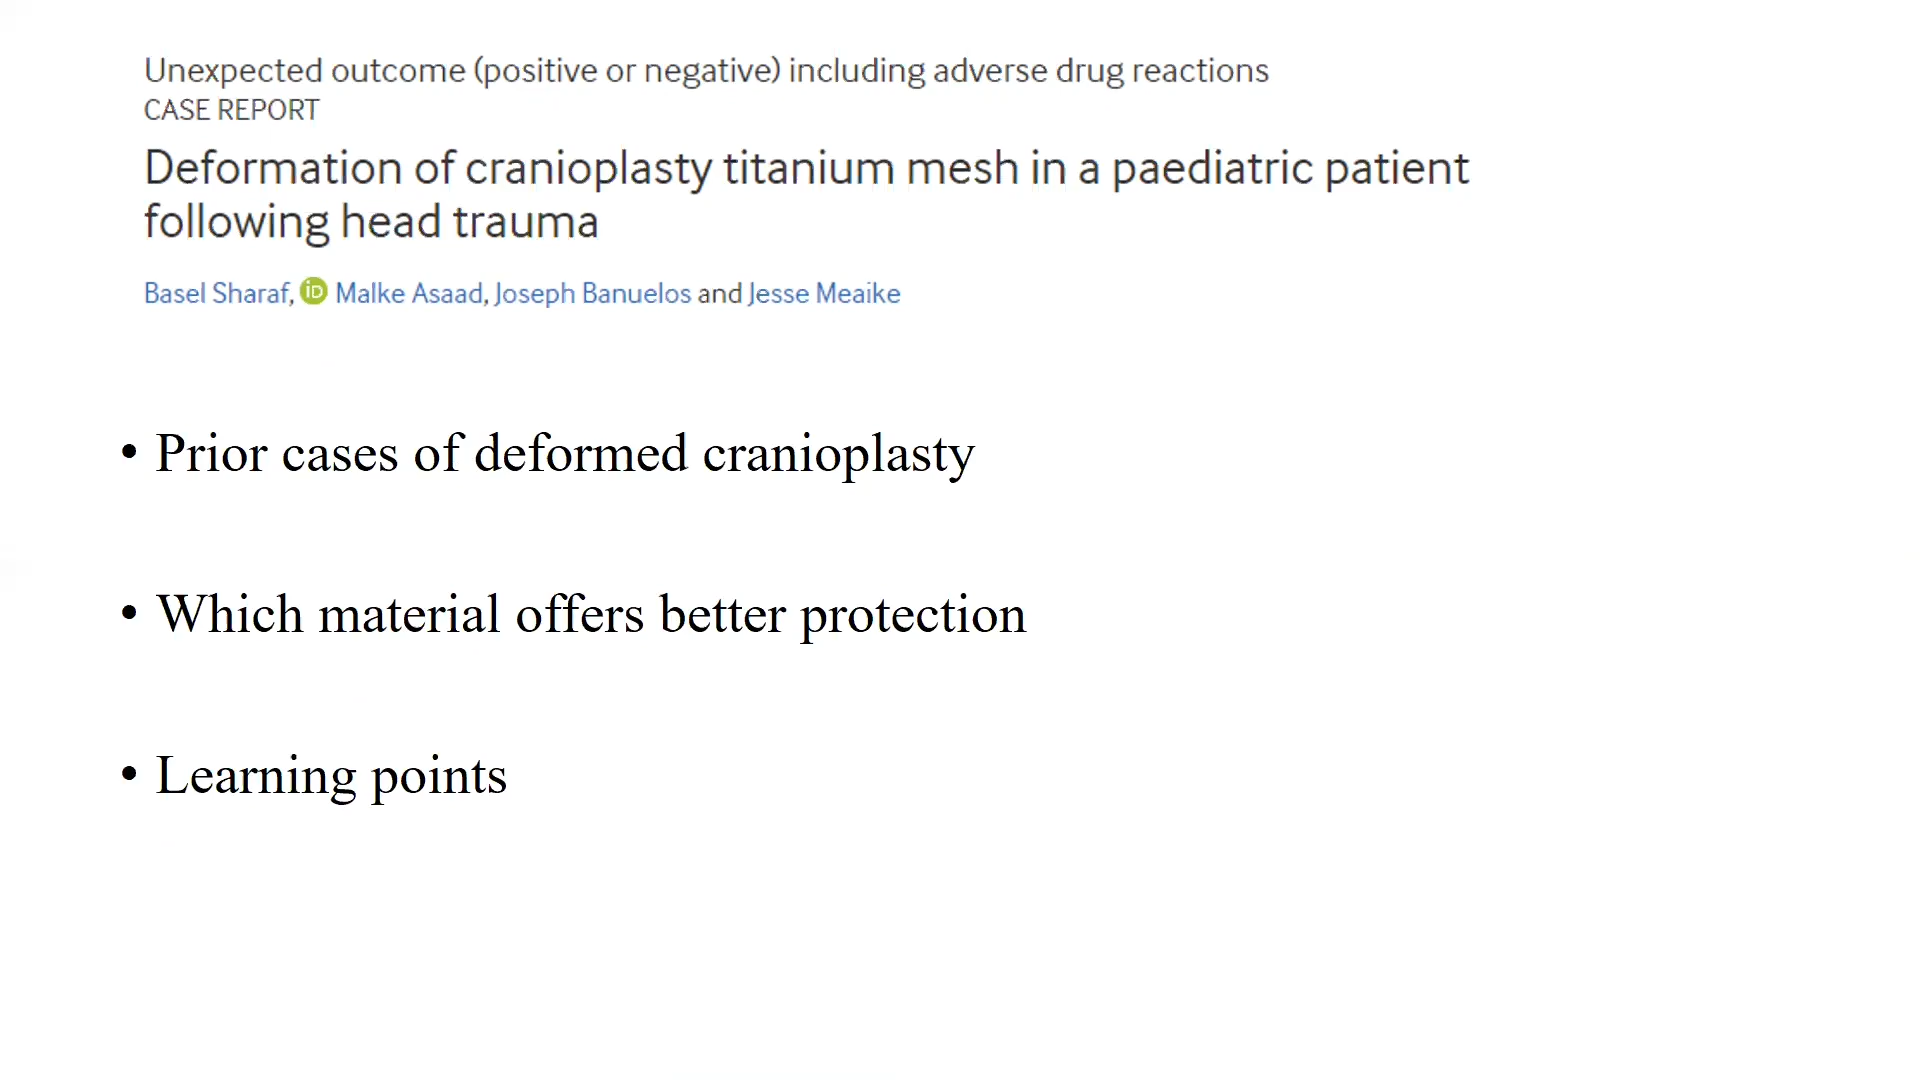 Unexpected outcome (positive or negative) including adverse drug reactions
CASE REPORT
Deformation of cranioplasty titanium mesh in a paediatric patient
following head trauma
Basel Sharaf, iD Malke Asaad, Joseph Banuelos and Jesse Meaike
• Prior cases of deformed cranioplasty
• Which material offers better protection
• Learning points